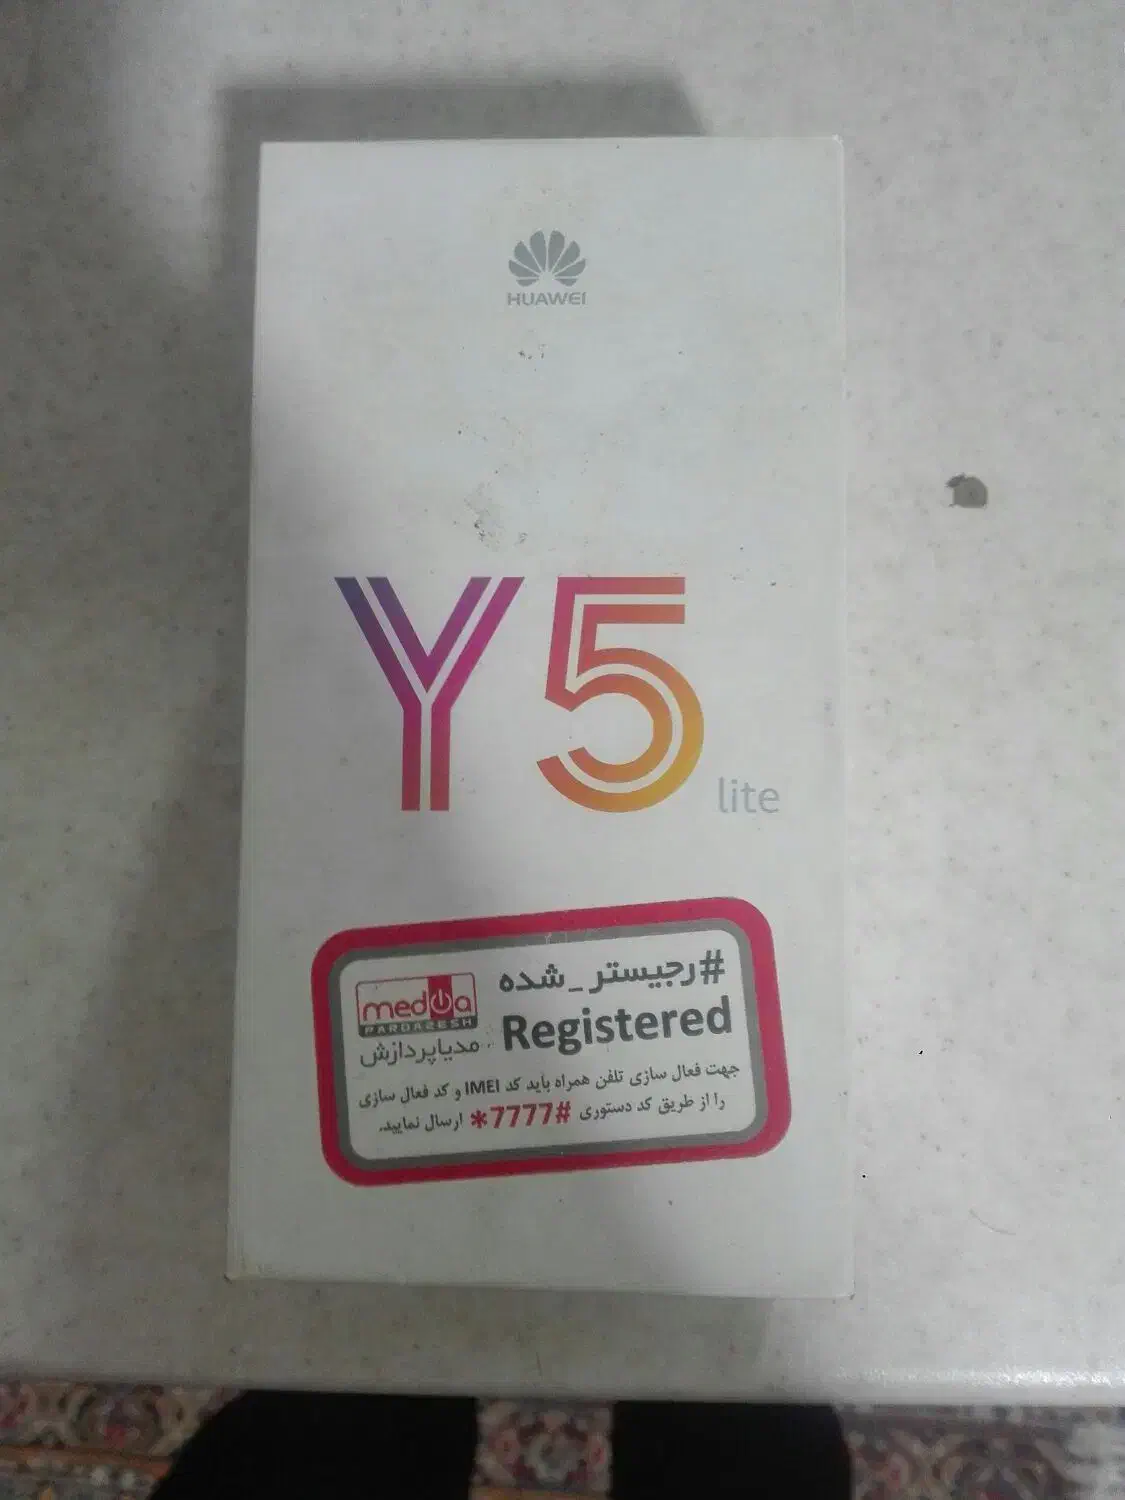 HUAWEI
Y5 lite
#رجیستر_شده
Registered
media
PARDAZESH
مدیاپردازش
جهت فعال سازی تلفن همراه باید کد IMEI و کد فعال سازی
را از طریق کد دستوری #7777* ارسال نمایید.